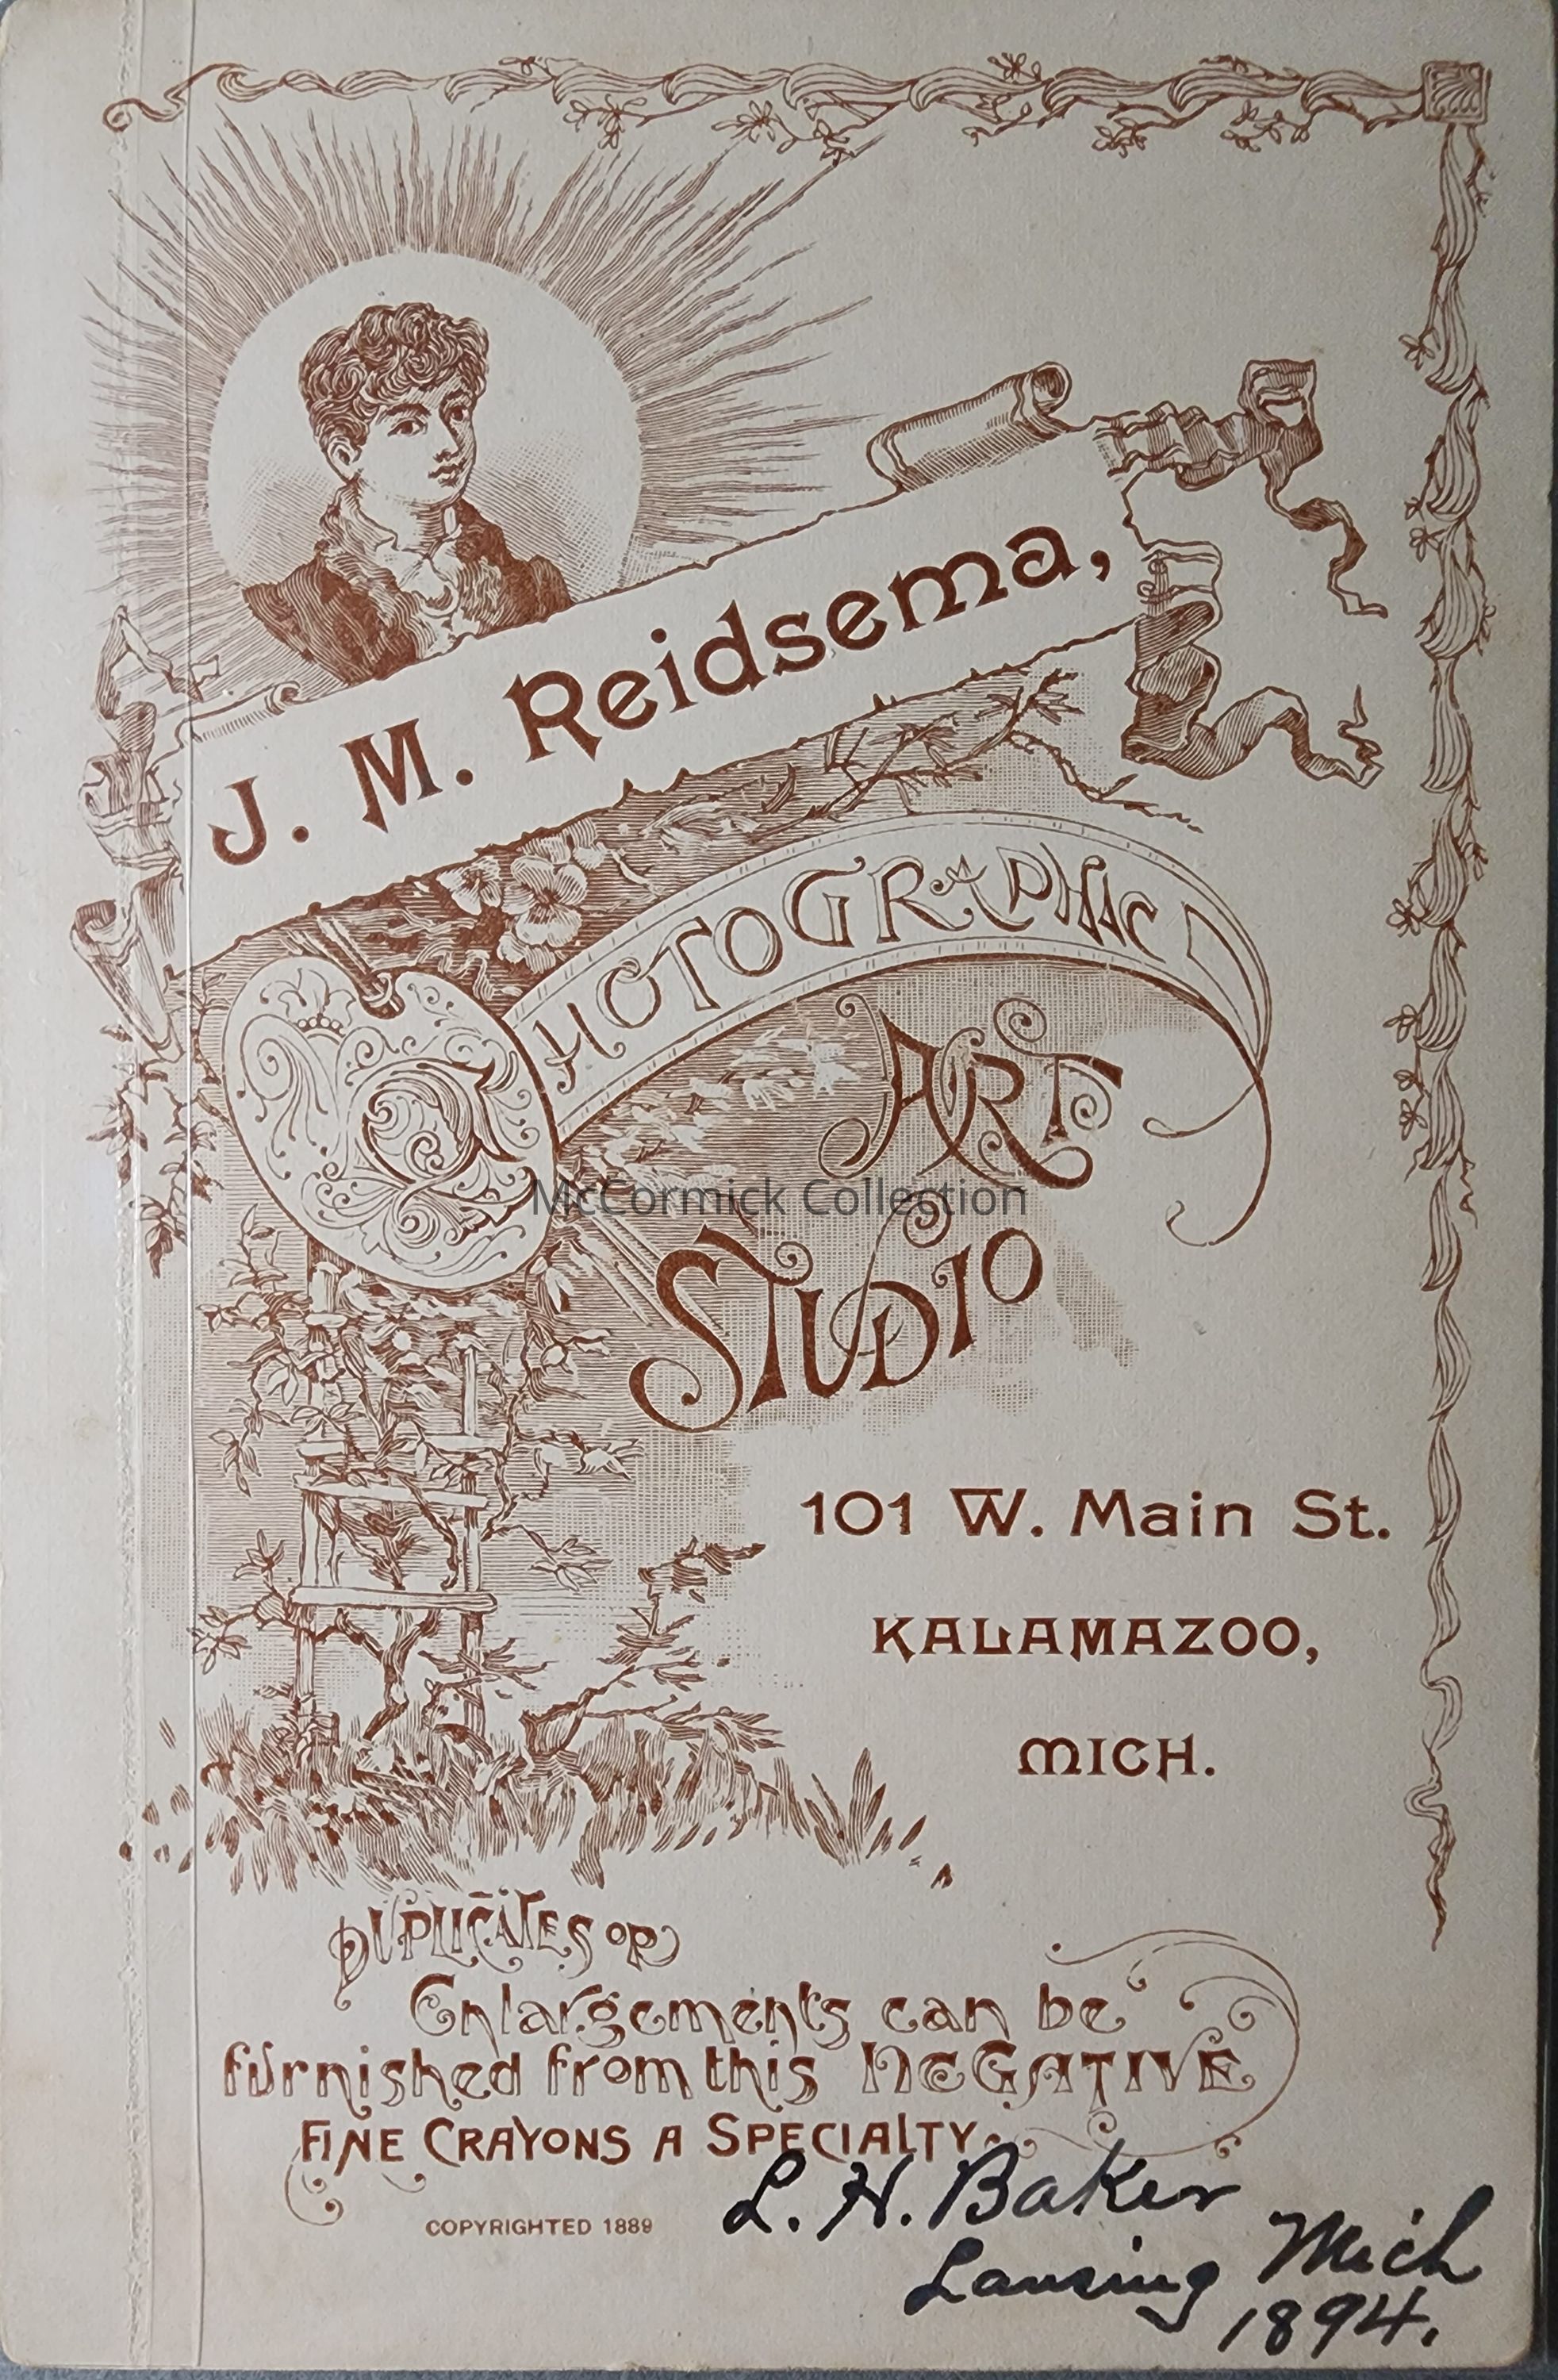 J. M. Reidsema,
PHOTOGRAPHIC
ART
STUDIO
McCormick Collection
101 W. Main St.
KALAMAZOO,
MICH.
DUPLICATES OR
Enlargements can be
furnished from this NEGATIVE
FINE CRAYONS A SPECIALTY.
COPYRIGHTED 1889
L. H. Baker
Lansing Mich
1894.